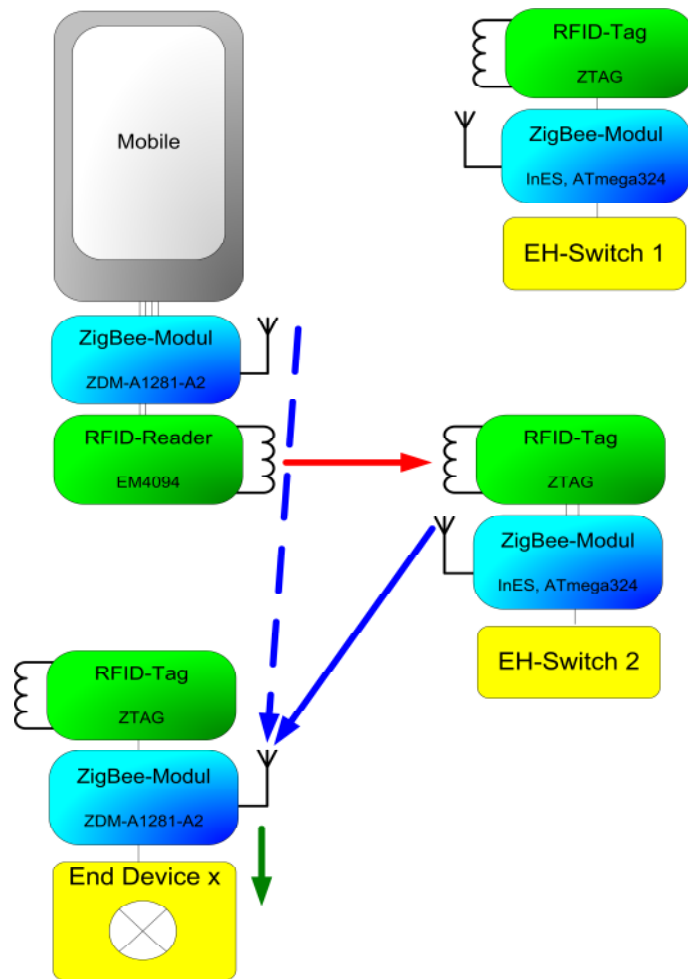 Mobile
ZigBee-Modul
ZDM-A1281-A2
RFID-Reader
EM4094
RFID-Tag
ZTAG
ZigBee-Modul
InES, ATmega324
EH-Switch 1
RFID-Tag
ZTAG
ZigBee-Modul
InES, ATmega324
EH-Switch 2
RFID-Tag
ZTAG
ZigBee-Modul
ZDM-A1281-A2
End Device x